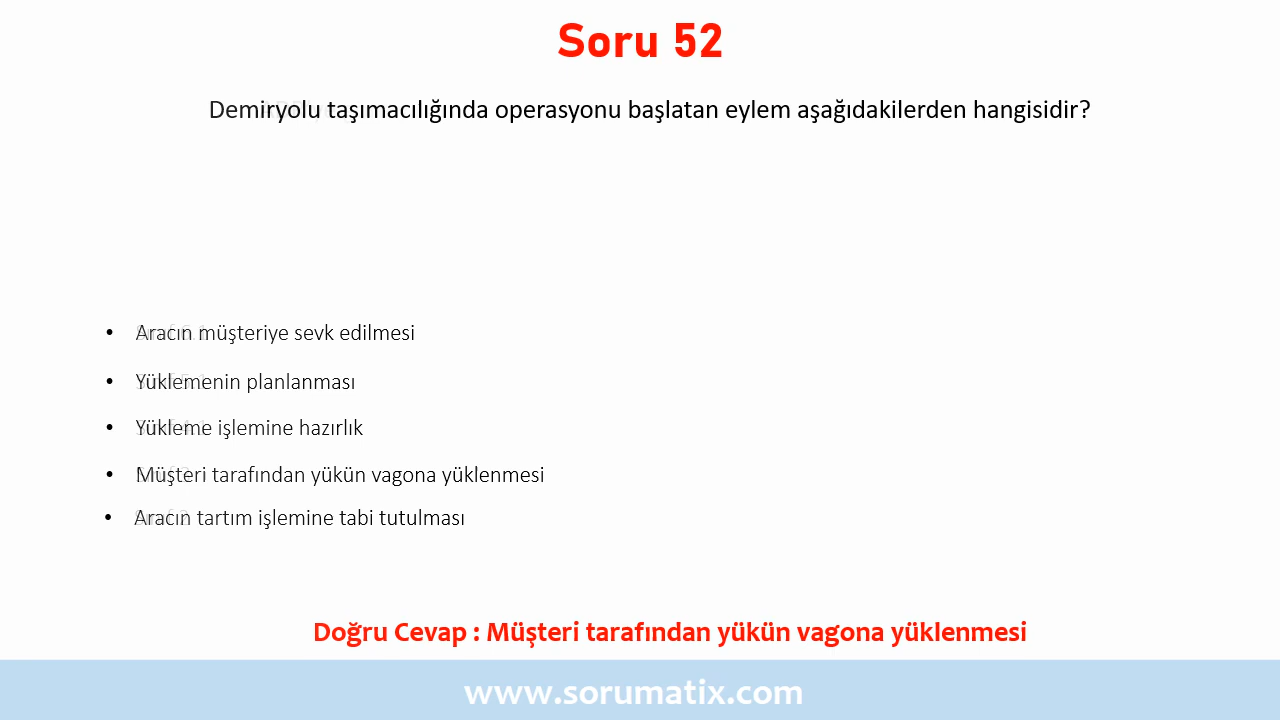 Soru 52
Demiryolu taşımacılığında operasyonu başlatan eylem aşağıdakilerden hangisidir?
• Aracın müşteriye sevk edilmesi
• Yüklemenin planlanması
• Yükleme işlemine hazırlık
• Müşteri tarafından yükün vagona yüklenmesi
• Aracın tartım işlemine tabi tutulması
Doğru Cevap : Müşteri tarafından yükün vagona yüklenmesi
www.sorumatix.com